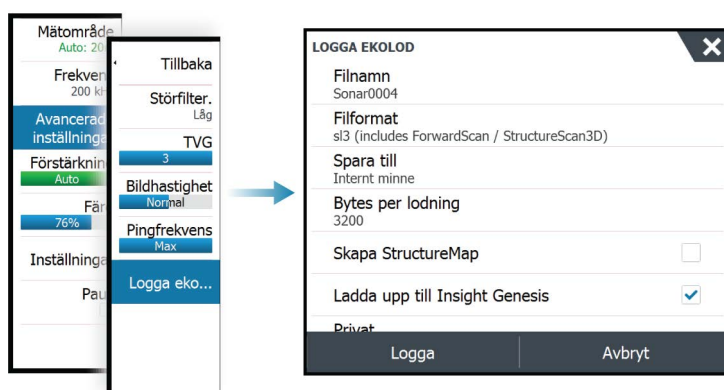 Mätområde
Auto: 20
Frekven
200 kH
Avancerad
inställninga
Förstärknin
Auto
Fär
76%
Inställninga
Pau
Tillbaka
Störfilter.
Låg
TVG
3
Bildhastighet
Normal
Pingfrekvens
Max
Logga eko...
LOGGA EKOLOD
Filnamn
Sonar0004
Filformat
sl3 (includes ForwardScan / StructureScan3D)
Spara till
Internt minne
Bytes per lodning
3200
Skapa StructureMap
Ladda upp till Insight Genesis
Privat
Logga
Avbryt